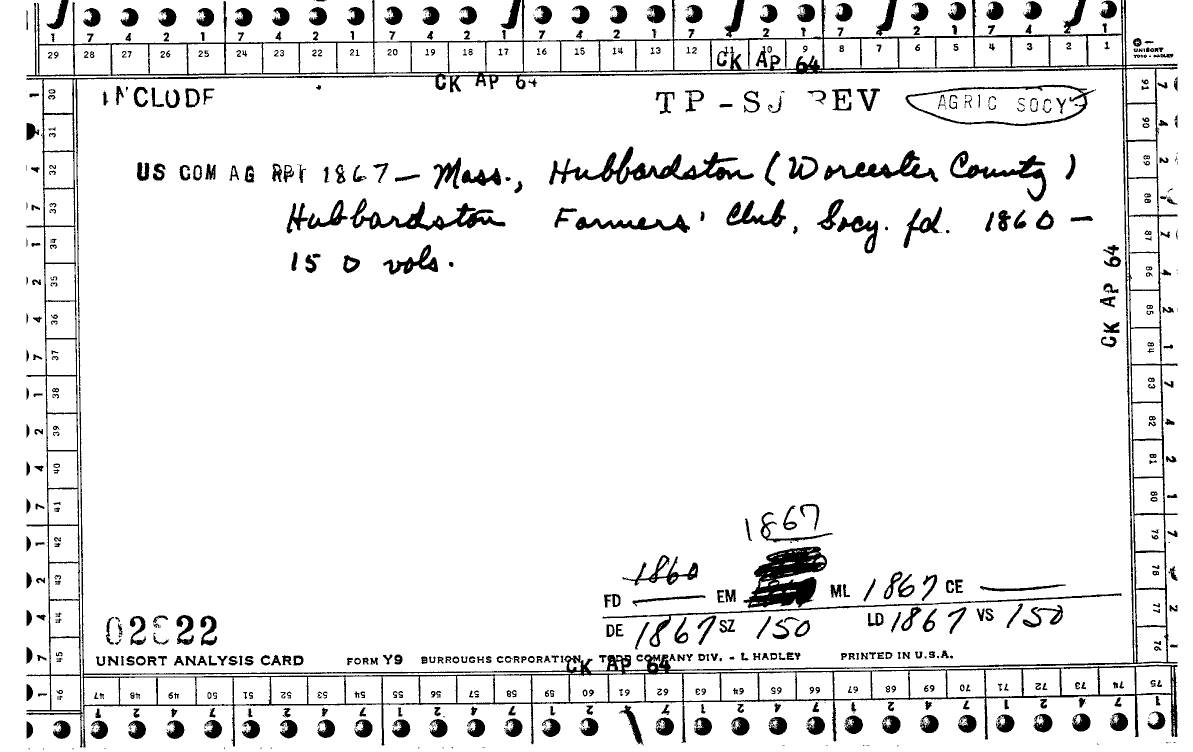 1 7 4 2 1 7 4 2 1 7 4 2 1 7 4 2 1 7 4 2 1 7 4 2 1 7 4 2 1
29 28 27 26 25 24 23 22 21 20 19 18 17 16 15 14 13 12 11 10 9 8 7 6 5 4 3 2 1
UNISORT
TODD-HADLEY
CK AP 64
CK AP 64
INCLUDE
TP-SJ REV AGRIC SOCY
US COM AG RPT 1867 – Mass., Hubbardston (Worcester County)
Hubbardston Farmers' Club, Socy. fd. 1860 –
150 vols.
CK AP 64
1867
1860
FD EM ML 1867 CE
DE 1867 SZ 150 LD 1867 VS 150
02822
UNISORT ANALYSIS CARD FORM Y9 BURROUGHS CORPORATION, TODD COMPANY DIV. - L HADLEY PRINTED IN U.S.A.
CK AP 64
30 31 32 33 34 35 36 37 38 39 40 41 42 43 44 45 46
91 90 89 88 87 86 85 84 83 82 81 80 79 78 77 76
47 48 49 50 51 52 53 54 55 56 57 58 59 60 61 62 63 64 65 66 67 68 69 70 71 72 73 74 75